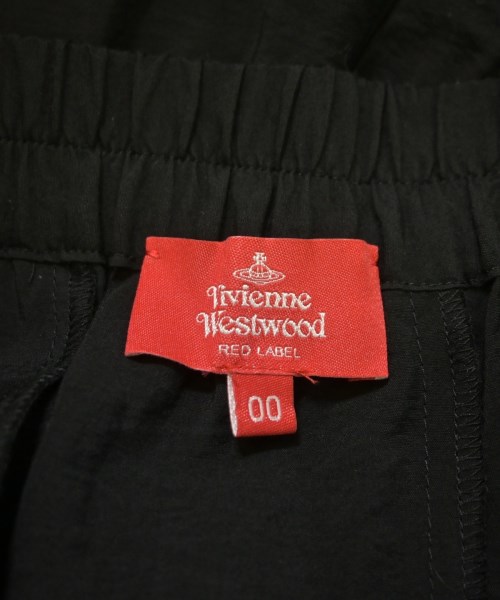 Vivienne
Westwood
RED LABEL
00